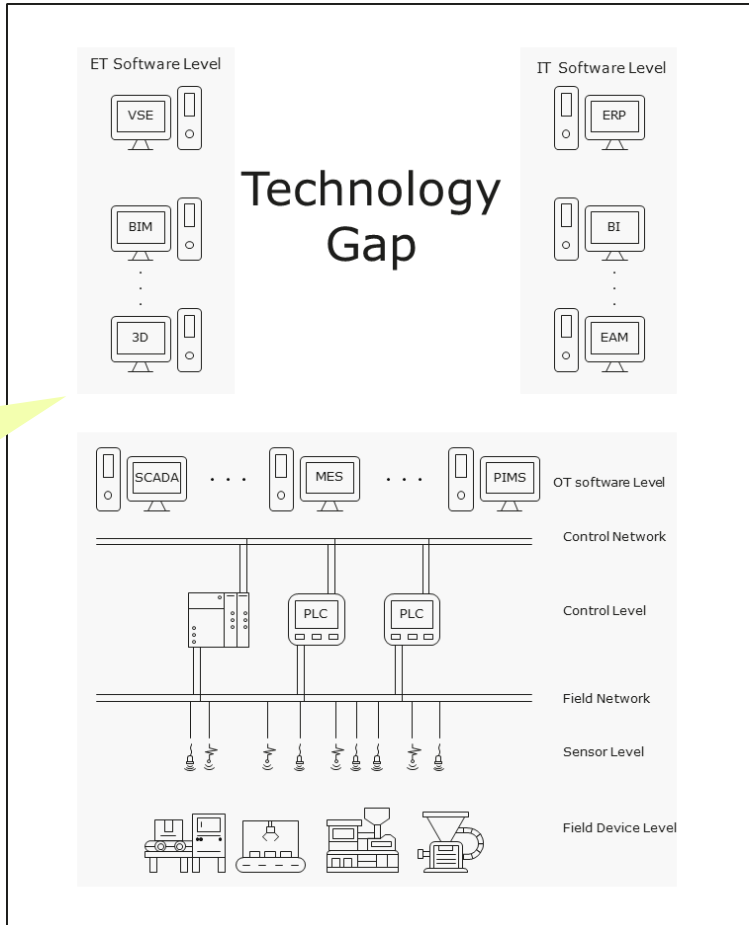 ET Software Level
VSE
BIM
3D
Technology
Gap
IT Software Level
ERP
BI
EAM
SCADA
MES
PIMS
OT software Level
Control Network
PLC
PLC
Control Level
Field Network
Sensor Level
Field Device Level